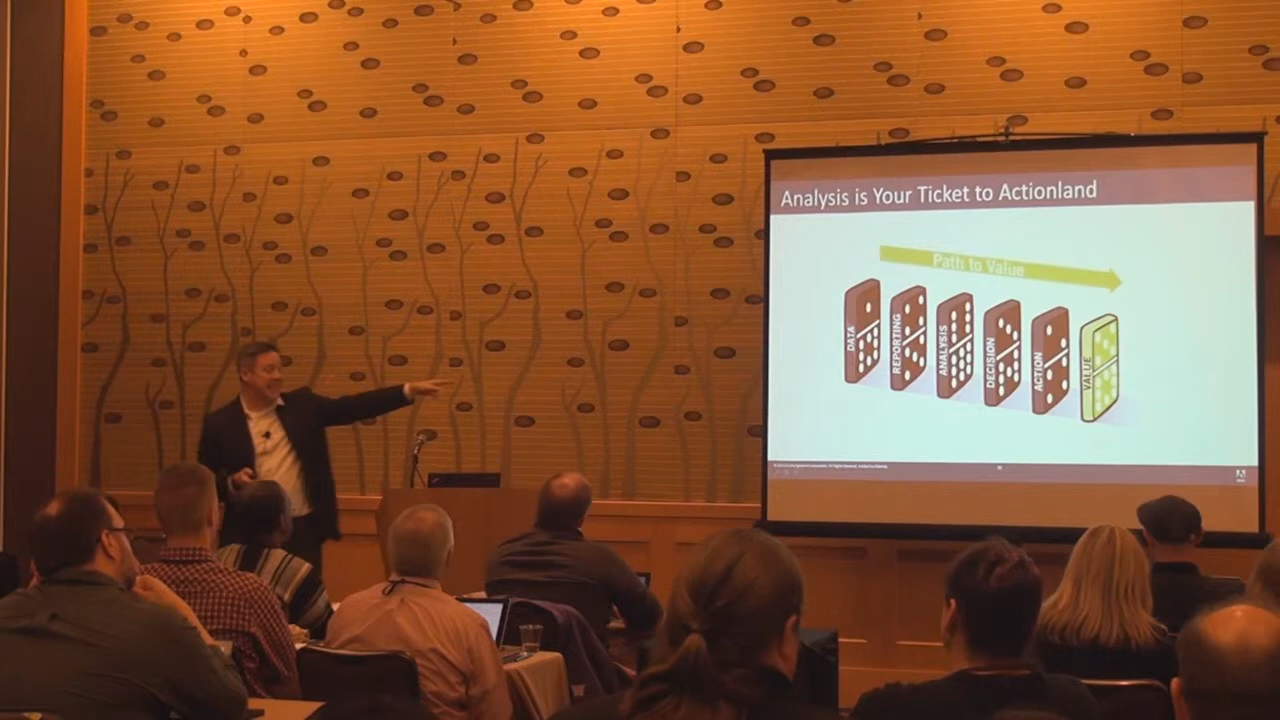 Analysis is Your Ticket to Actionland
Path to Value
DATA
REPORTING
ANALYSIS
DECISION
ACTION
VALUE